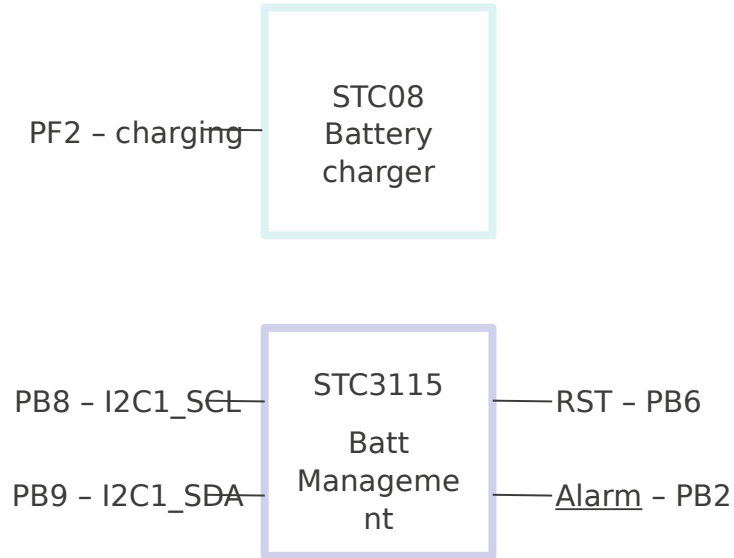 STC08
Battery
charger
PF2 – charging
STC3115
Batt
Manageme
nt
PB8 – I2C1_SCL
PB9 – I2C1_SDA
RST – PB6
Alarm – PB2